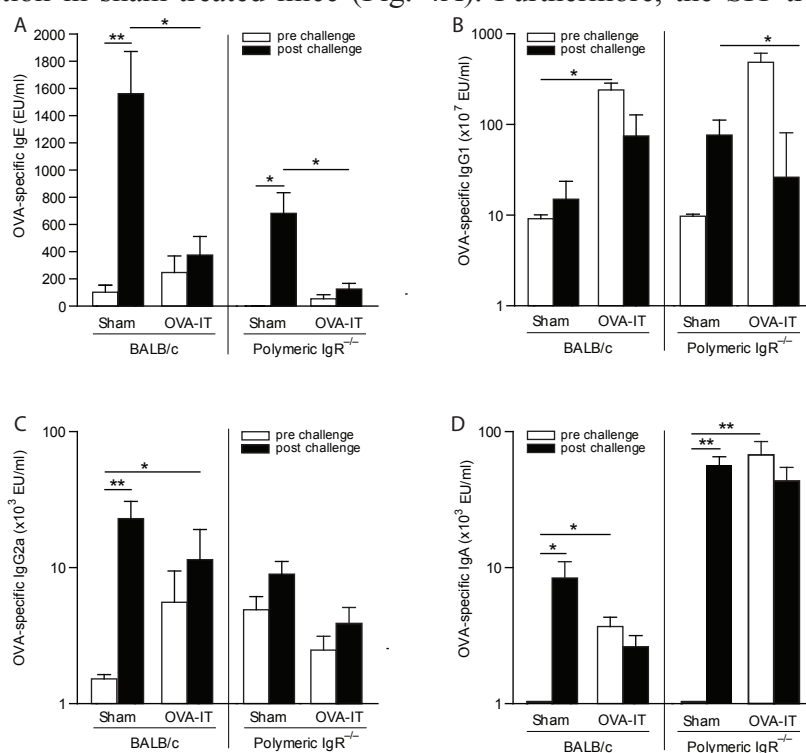 tion in sham treated mice (Fig. 4A). Furthermore, the
A
OVA-specific IgE (EU/ml)
2000
1800
1600
1400
1200
1000
800
600
400
200
0
pre challenge
post challenge
**
*
*
*
Sham OVA-IT Sham OVA-IT
BALB/c Polymeric IgR–/–
B
OVA-specific IgG1 (x10⁷ EU/ml)
1000
100
10
1
pre challenge
post challenge
*
*
Sham OVA-IT Sham OVA-IT
BALB/c Polymeric IgR–/–
C
OVA-specific IgG2a (x10³ EU/ml)
100
10
1
pre challenge
post challenge
*
**
Sham OVA-IT Sham OVA-IT
BALB/c Polymeric IgR–/–
D
OVA-specific IgA (x10³ EU/ml)
100
10
1
pre challenge
post challenge
*
*
**
**
Sham OVA-IT Sham OVA-IT
BALB/c Polymeric IgR–/–